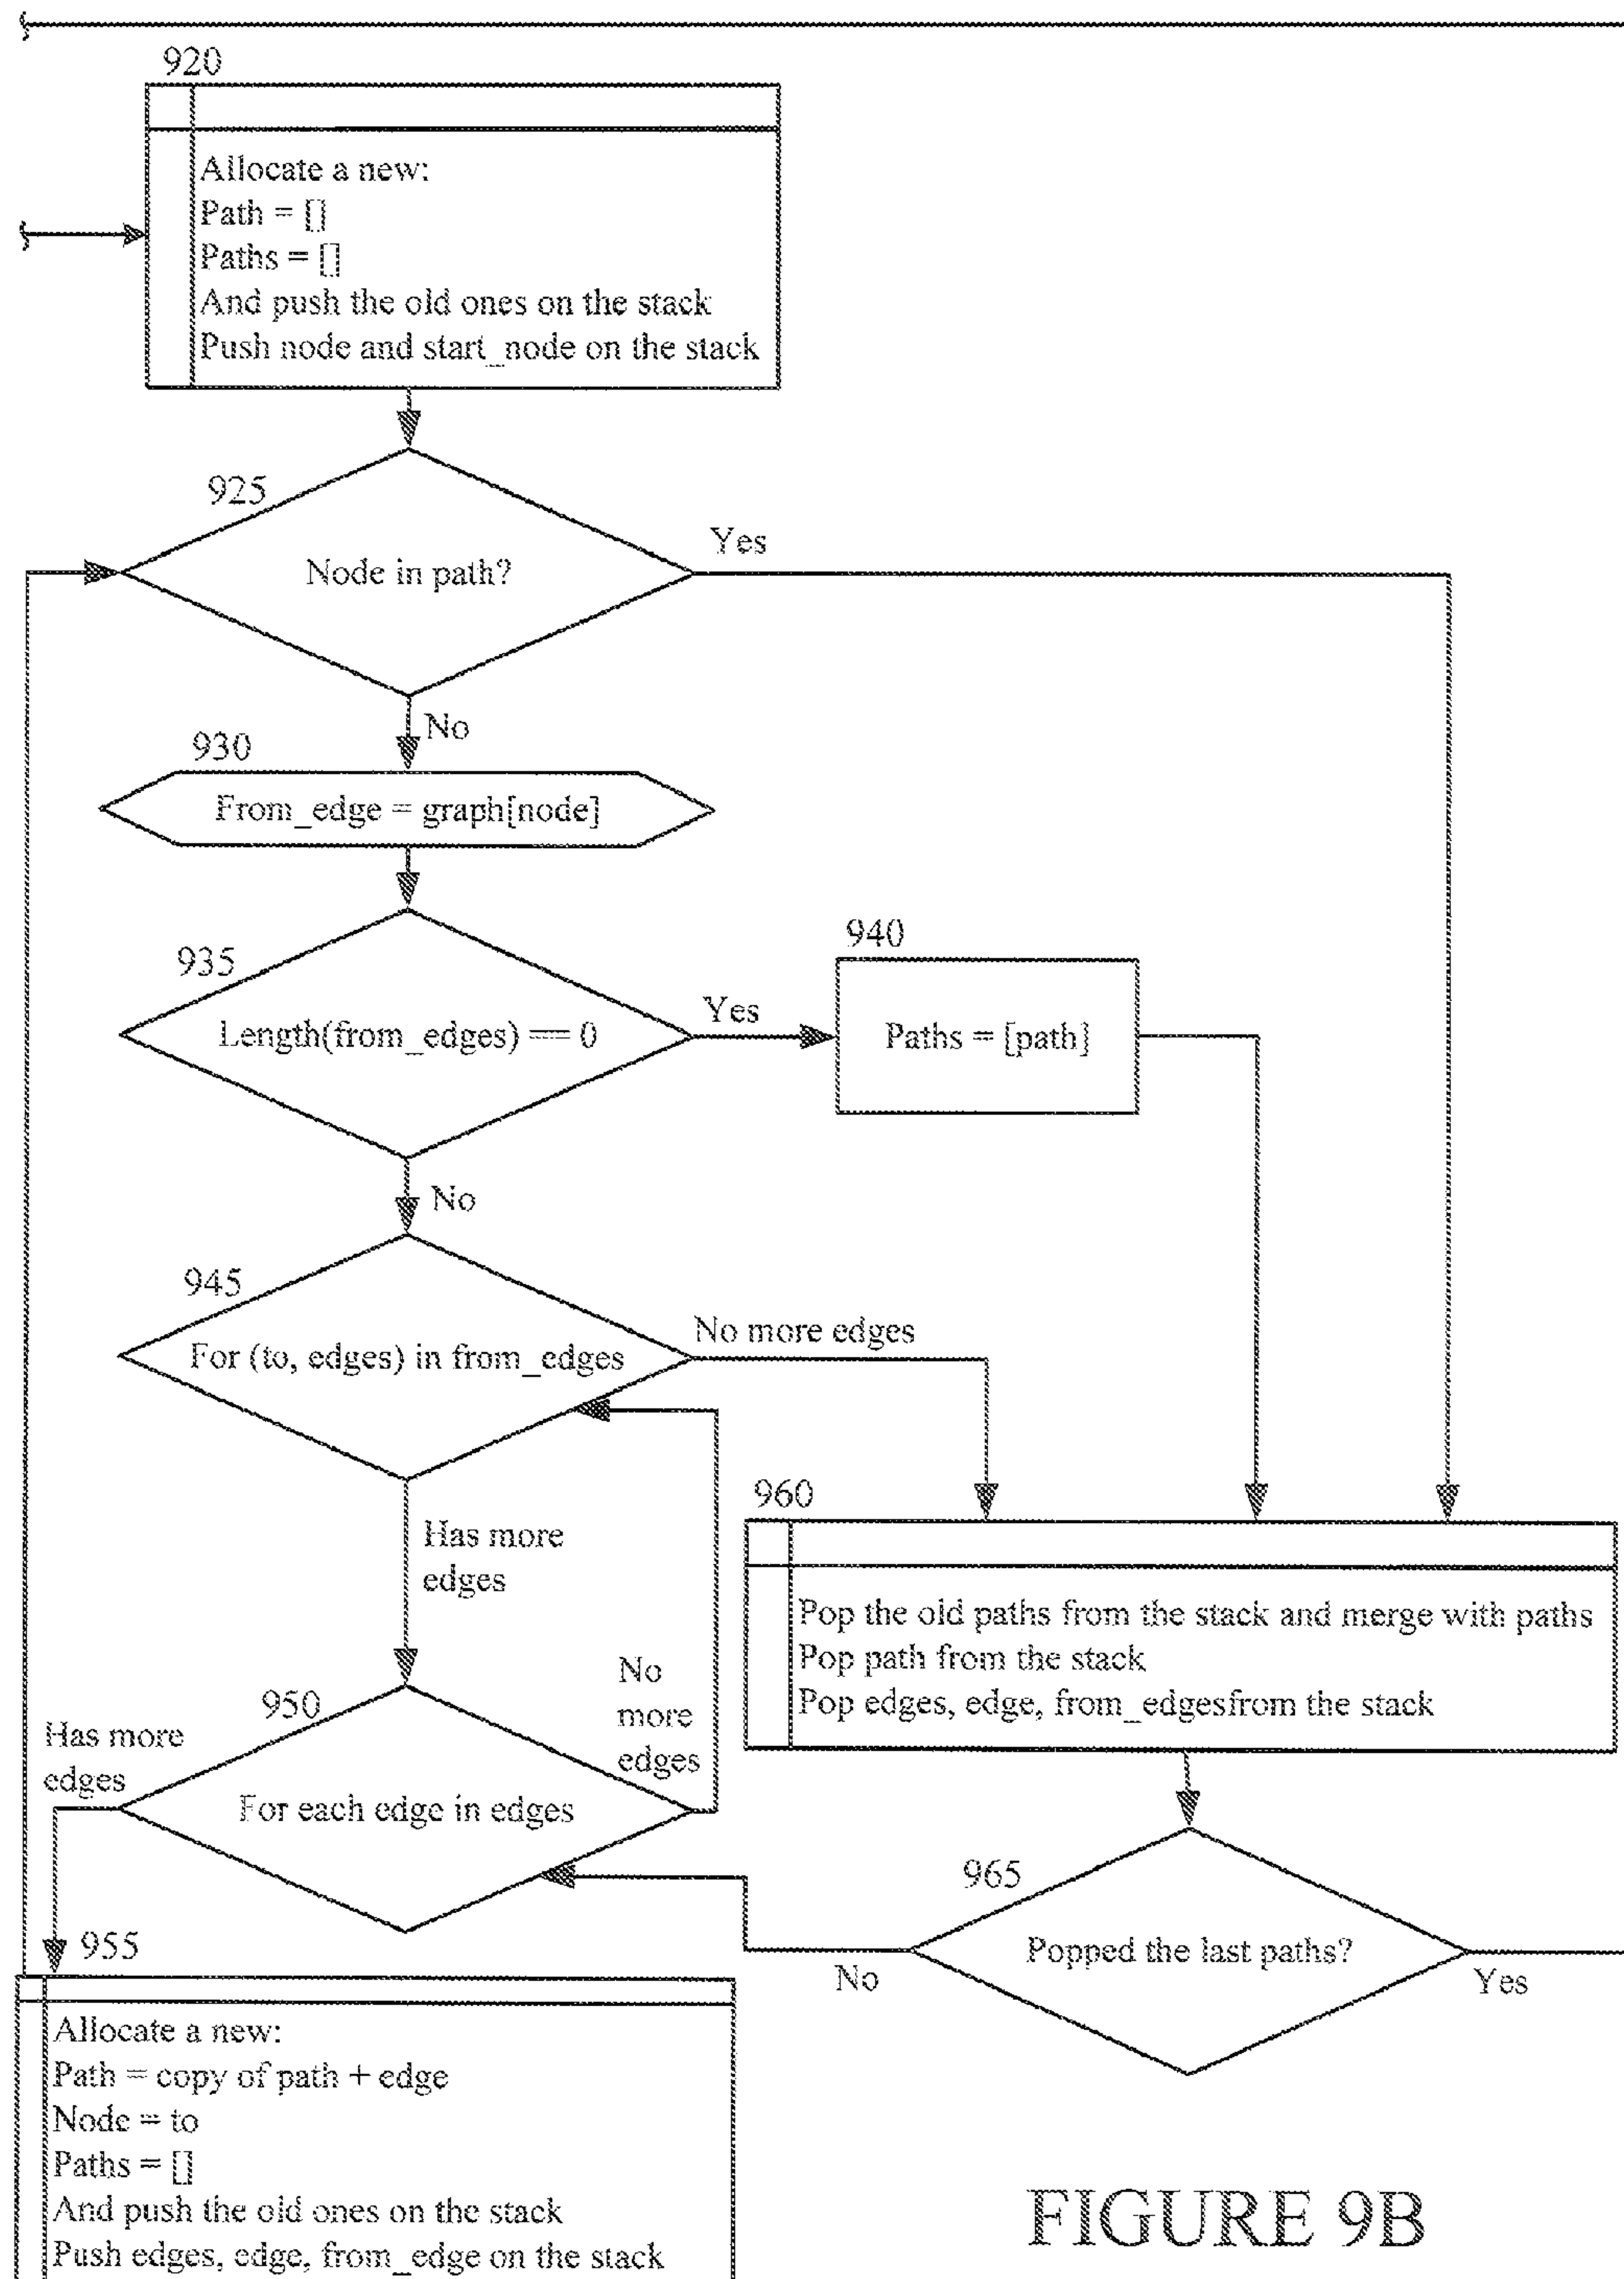 920
Allocate a new:
Path = []
Paths = []
And push the old ones on the stack
Push node and start_node on the stack
925
Node in path?
Yes
No
930
From_edge = graph[node]
935
Length(from_edges) == 0
Yes
940
Paths = [path]
No
945
For (to, edges) in from_edges
No more edges
Has more
edges
960
Pop the old paths from the stack and merge with paths
Pop path from the stack
Pop edges, edge, from_edgesfrom the stack
950
For each edge in edges
No
more
edges
Has more
edges
965
Popped the last paths?
No
Yes
955
Allocate a new:
Path = copy of path + edge
Node = to
Paths = []
And push the old ones on the stack
Push edges, edge, from_edge on the stack
FIGURE 9B